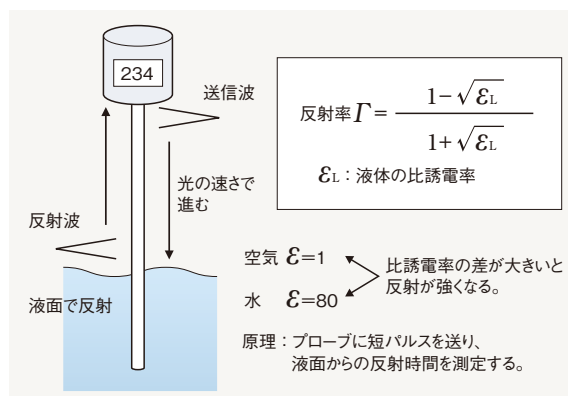 234
送信波
光の速さで
進む
反射波
液面で反射
反射率Γ= 1−√εL / 1+√εL
εL：液体の比誘電率
空気 ε=1
水 ε=80
比誘電率の差が大きいと
反射が強くなる。
原理：プローブに短パルスを送り、
液面からの反射時間を測定する。